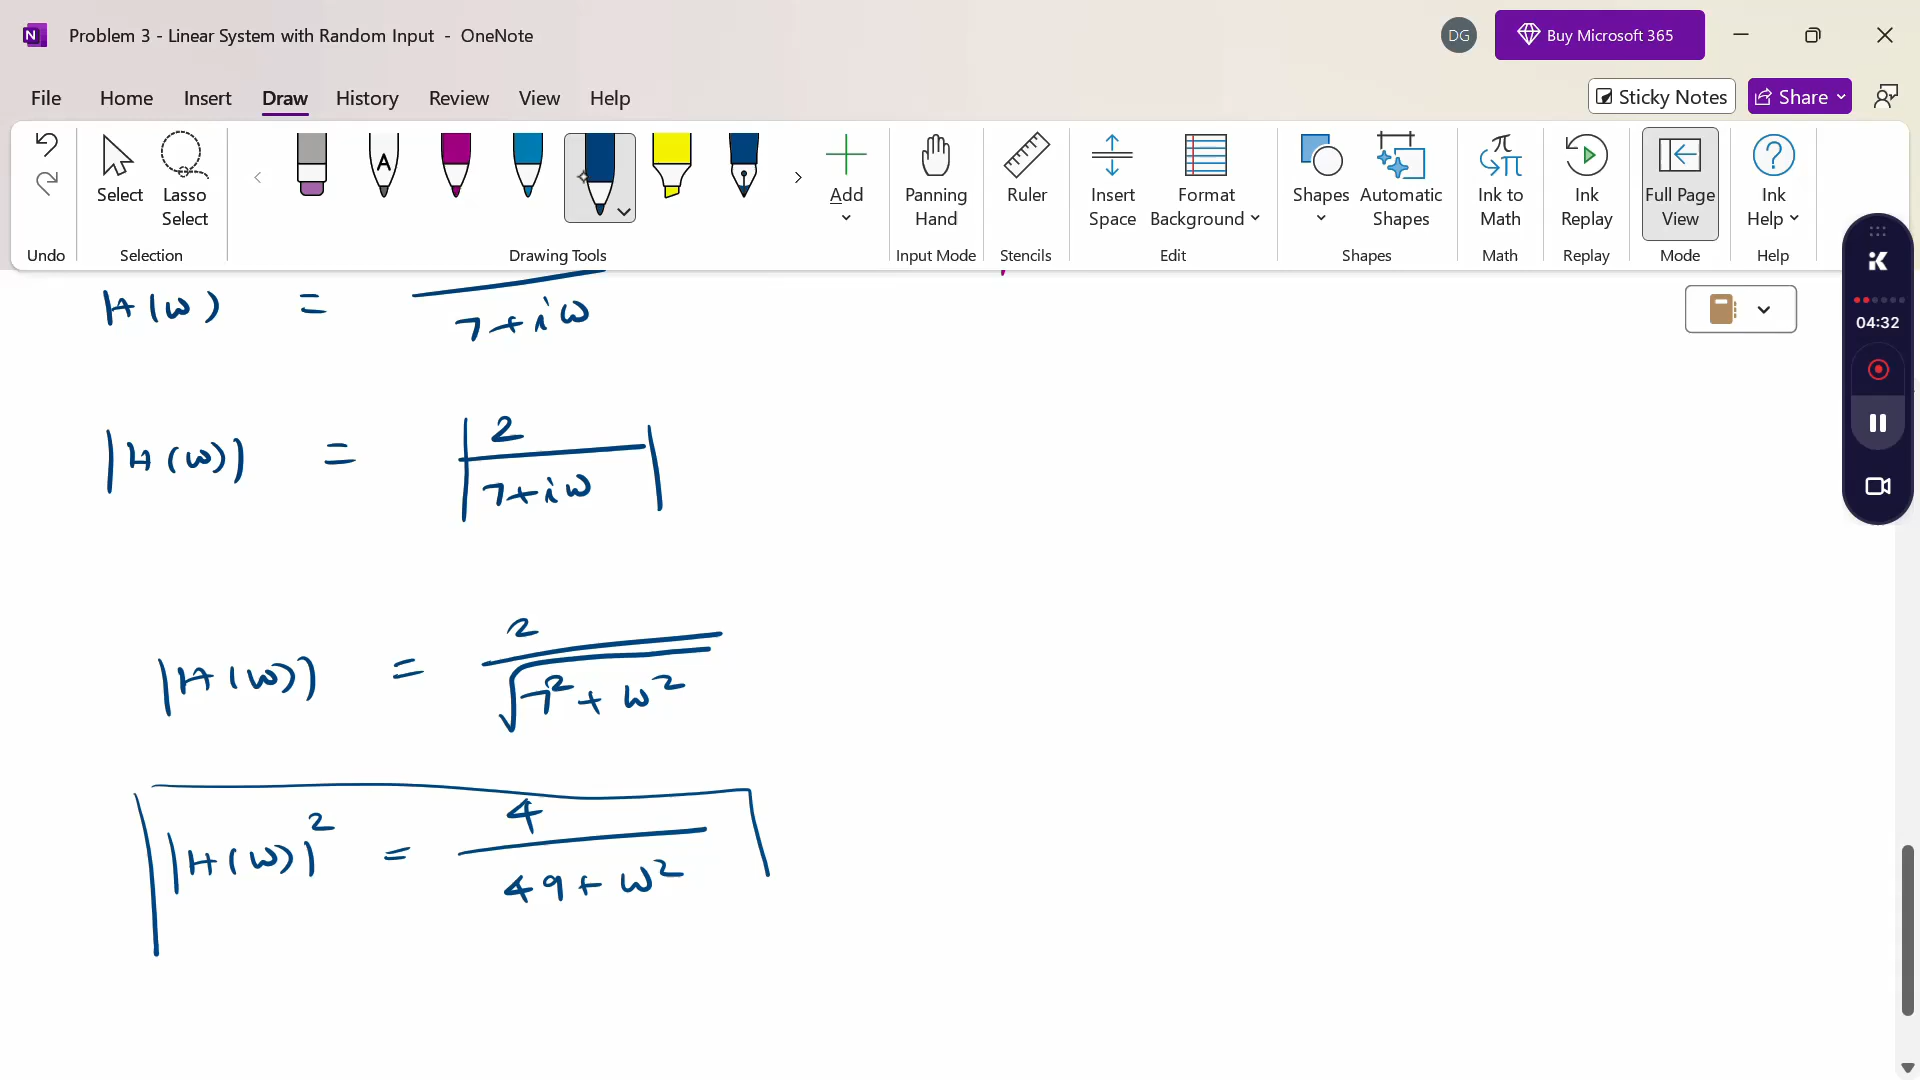 Problem 3 - Linear System with Random Input - OneNote
DG
Buy Microsoft 365
File Home Insert Draw History Review View Help
Sticky Notes
Share
A
Select
Lasso Select
Add
Panning Hand
Ruler
Insert Space
Format Background
Shapes
Automatic Shapes
Ink to Math
Ink Replay
Full Page View
Ink Help
Undo
Selection
Drawing Tools
Input Mode
Stencils
Edit
Shapes
Math
Replay
Mode
Help
04:32
H(ω) = / 7+iω
|H(ω)| = |2 / 7+iω|
|H(ω)| = 2 / √7² + ω²
|H(ω)|² = 4 / 49 + ω²